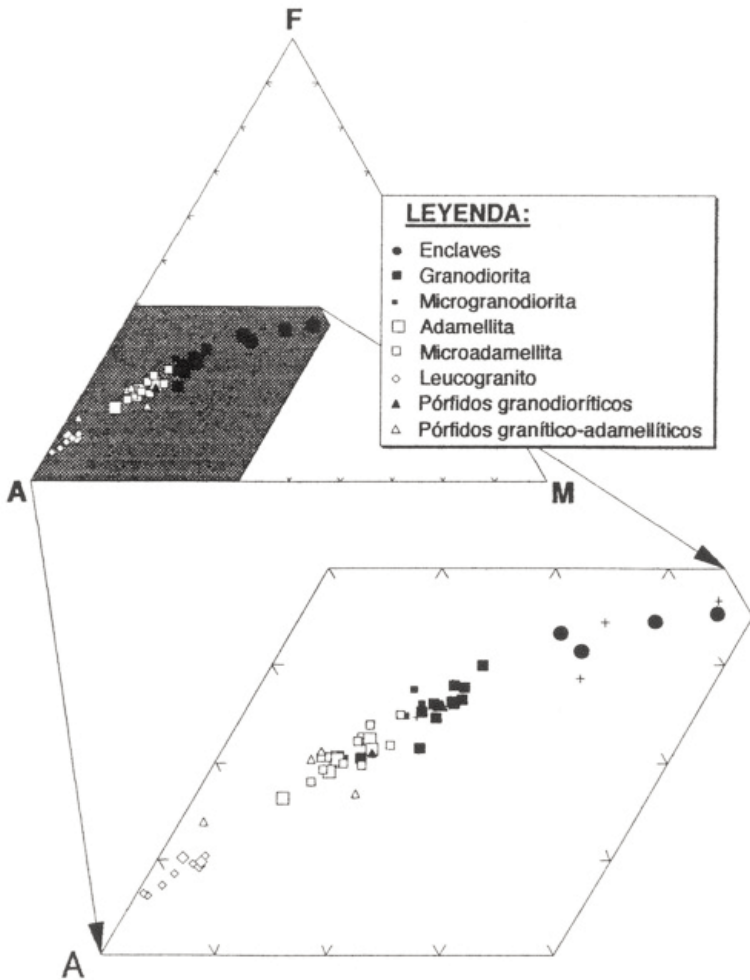 F
LEYENDA:
Enclaves
Granodiorita
Microgranodiorita
Adamellita
Microadamellita
Leucogranito
Pórfidos granodioríticos
Pórfidos granítico-adamellíticos
A
M
A